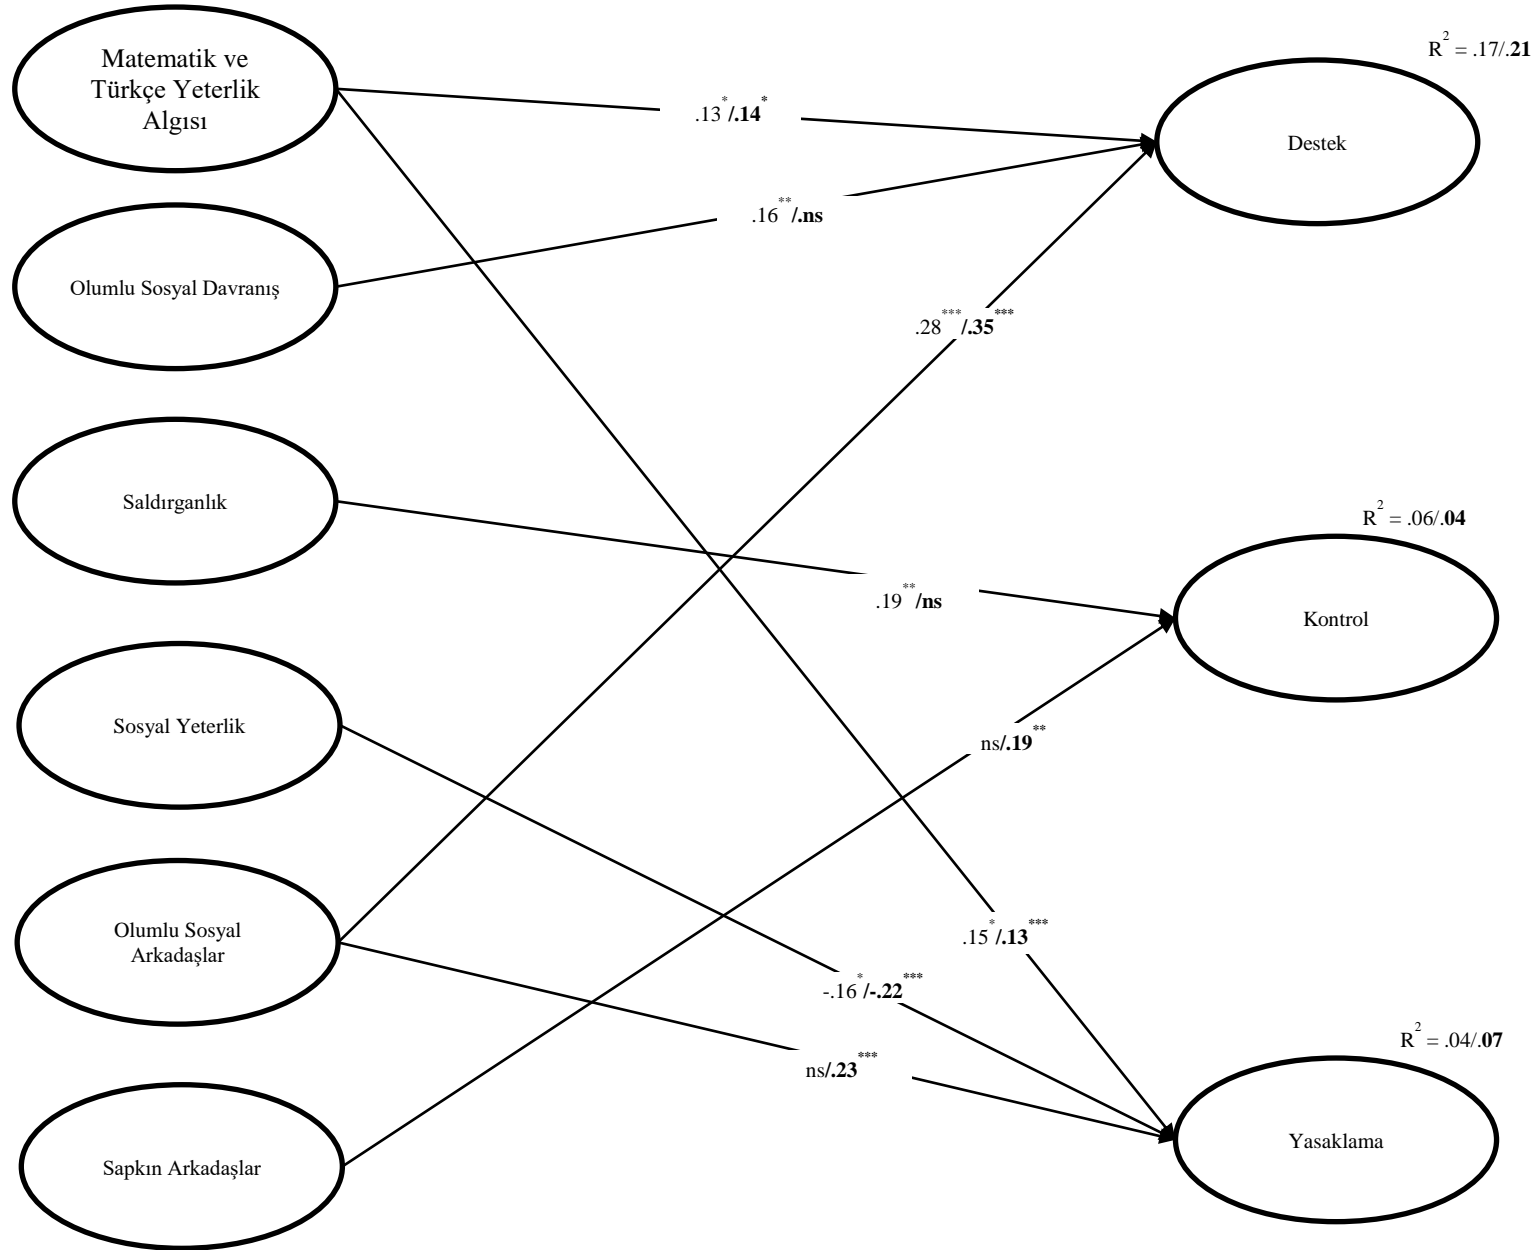 Matematik ve
Türkçe Yeterlik
Algısı
R² = .17/.21
.13*/.14*
Destek
.16**/.ns
Olumlu Sosyal Davranış
.28***/.35***
Saldırganlık
R² = .06/.04
.19**/ns
Kontrol
Sosyal Yeterlik
ns/.19**
Olumlu Sosyal
Arkadaşlar
.15*/.13***
-.16*/-.22***
R² = .04/.07
ns/.23***
Yasaklama
Sapkın Arkadaşlar